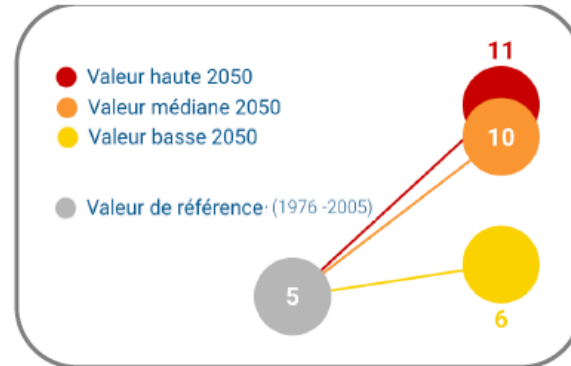 11
Valeur haute 2050
Valeur médiane 2050
10
Valeur basse 2050
Valeur de référence· (1976 -2005)
5
6